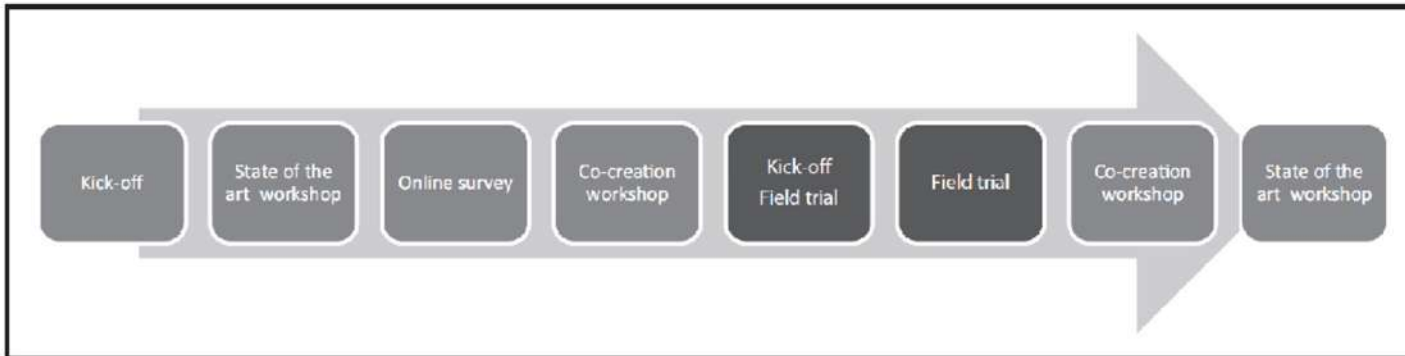 Kick-off
State of the
art workshop
Online survey
Co-creation
workshop
Kick-off
Field trial
Field trial
Co-creation
workshop
State of the
art workshop